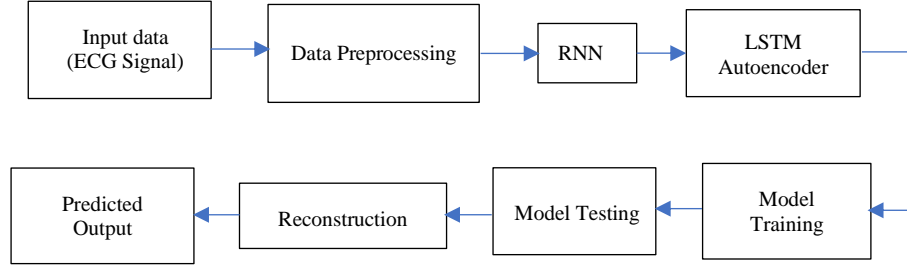 Input data
(ECG Signal)
Data Preprocessing
RNN
LSTM
Autoencoder
Predicted
Output
Reconstruction
Model Testing
Model
Training